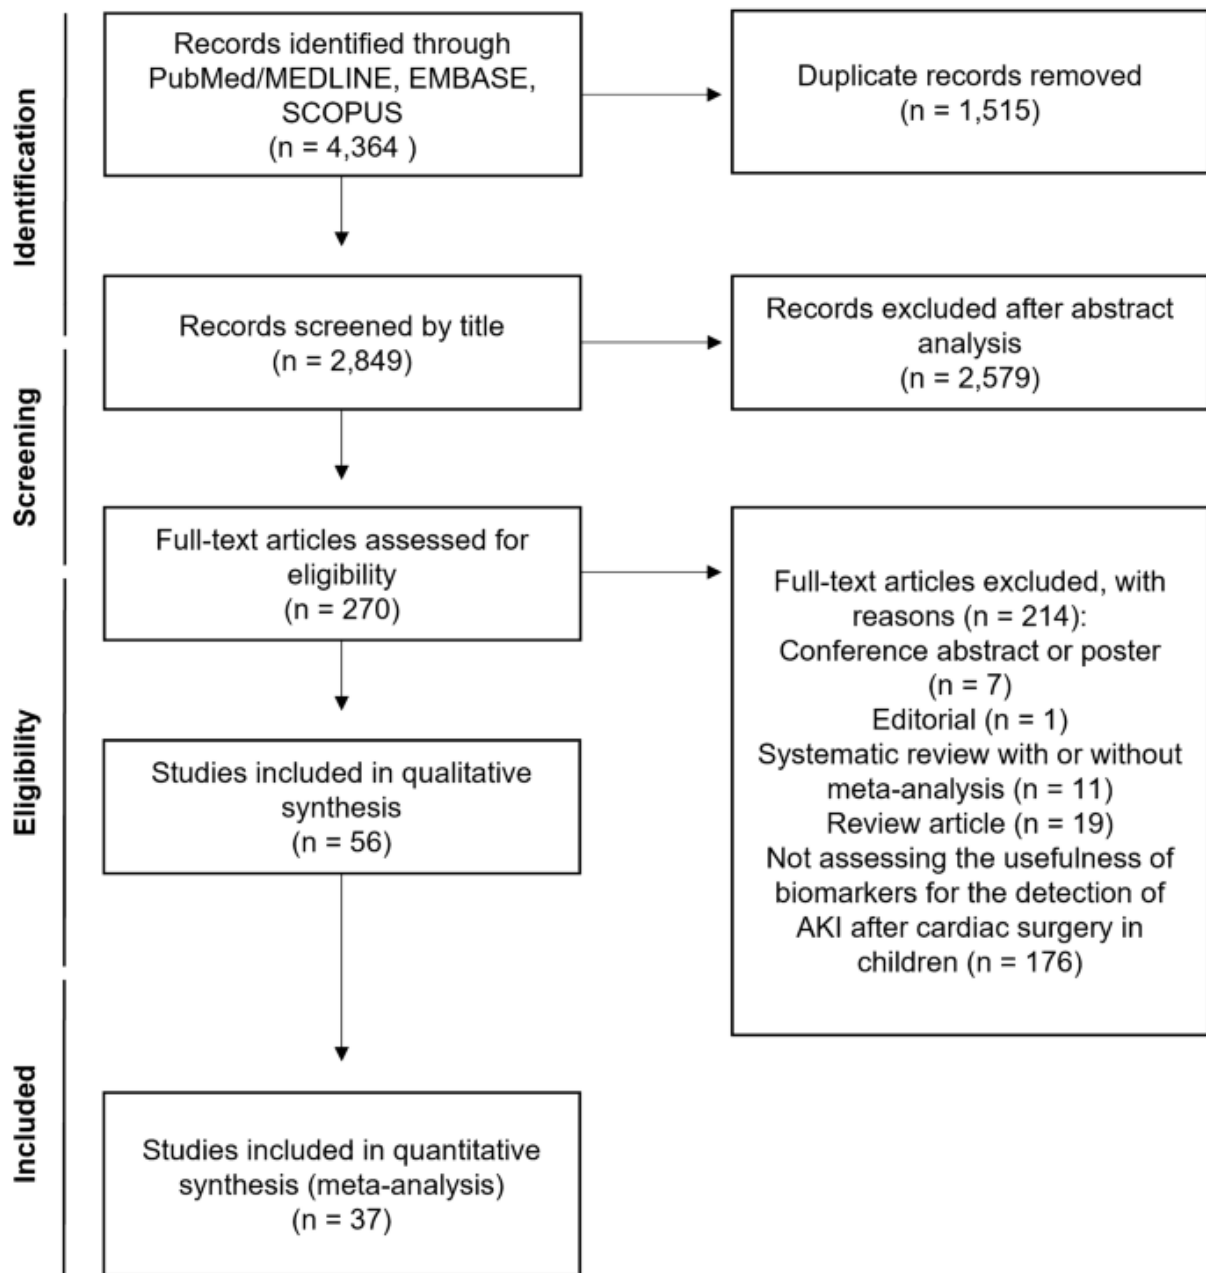 Identification
Records identified through
PubMed/MEDLINE, EMBASE,
SCOPUS
(n = 4,364 )
Duplicate records removed
(n = 1,515)
Records screened by title
(n = 2,849)
Records excluded after abstract
analysis
(n = 2,579)
Screening
Full-text articles assessed for
eligibility
(n = 270)
Full-text articles excluded, with
reasons (n = 214):
Conference abstract or poster
(n = 7)
Editorial (n = 1)
Systematic review with or without
meta-analysis (n = 11)
Review article (n = 19)
Not assessing the usefulness of
biomarkers for the detection of
AKI after cardiac surgery in
children (n = 176)
Eligibility
Studies included in qualitative
synthesis
(n = 56)
Included
Studies included in quantitative
synthesis (meta-analysis)
(n = 37)